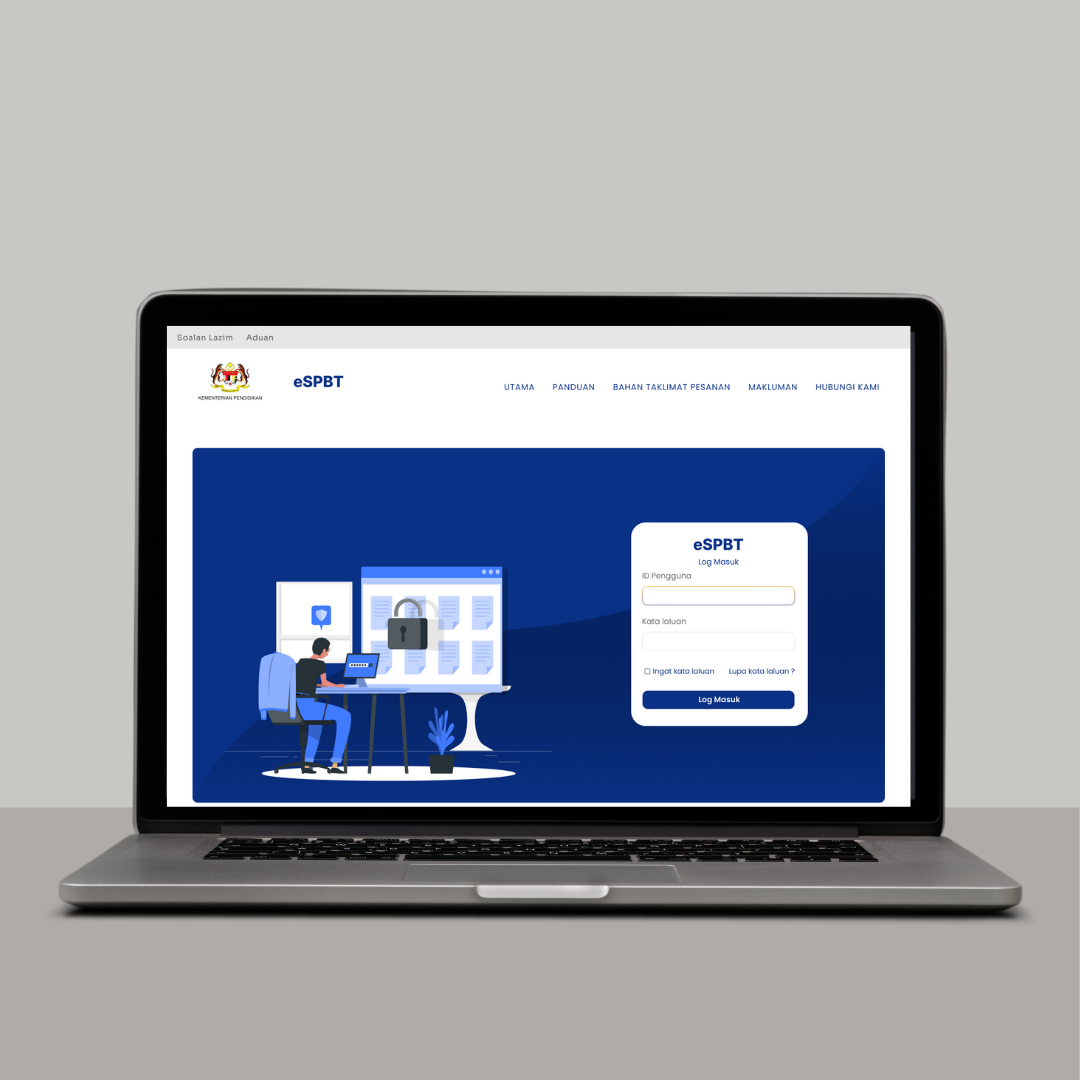 Soalan Lazim Aduan
KEMENTERIAN PENDIDIKAN
eSPBT
UTAMA PANDUAN BAHAN TAKLIMAT PESANAN MAKLUMAN HUBUNGI KAMI
eSPBT
Log Masuk
ID Pengguna
Kata laluan
Ingat kata laluan Lupa kata laluan ?
Log Masuk